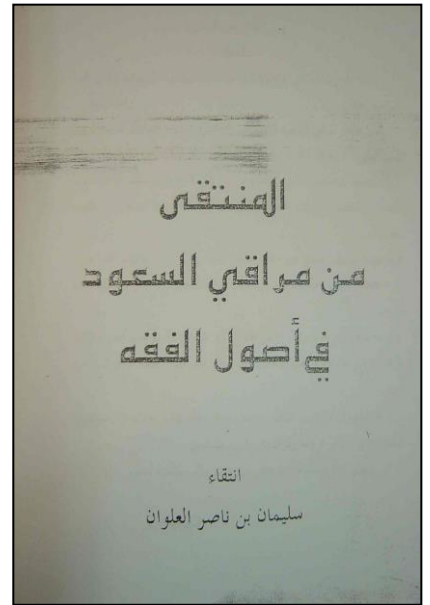 المنتقى
من مراقي السعود
في أصول الفقه
انتقاء
سليمان بن ناصر العلوان